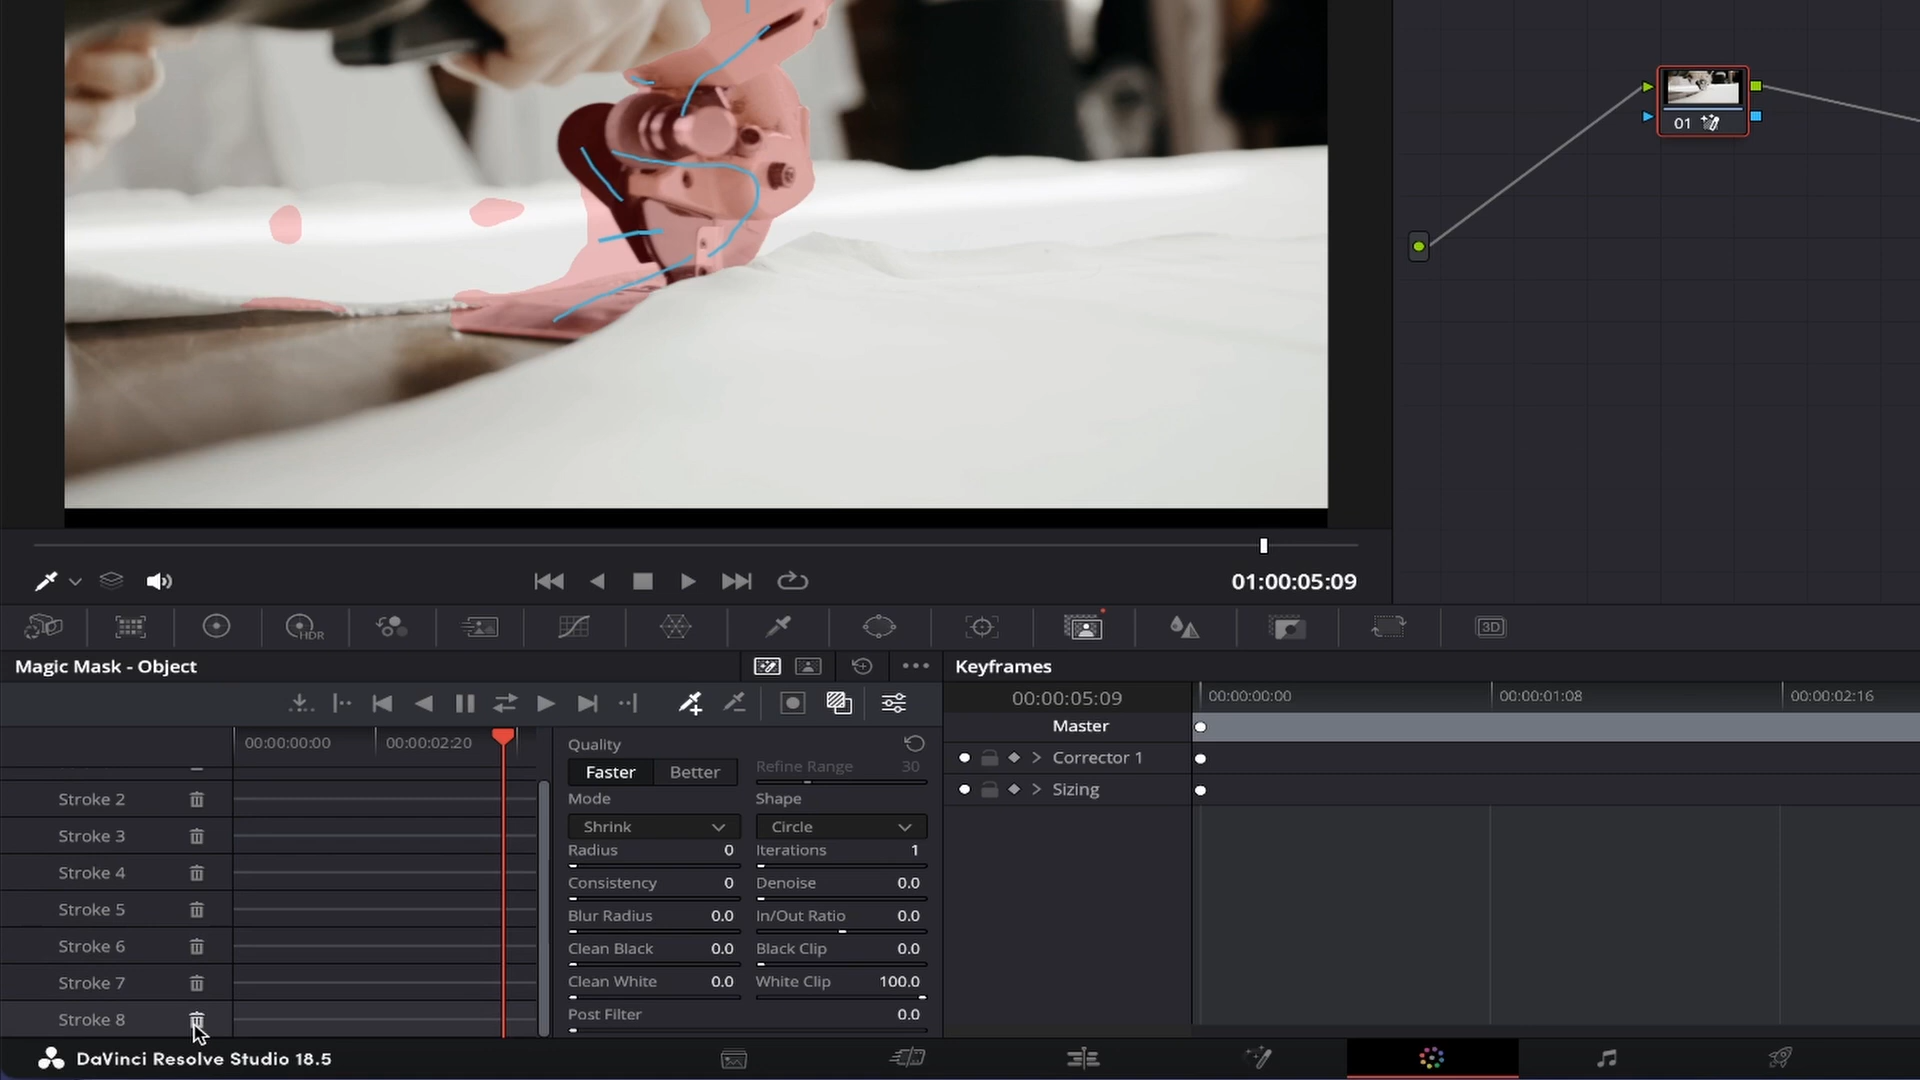 01
01:00:05:09
HDR
3D
Magic Mask - Object
Keyframes
00:00:05:09
00:00:00:00
00:00:01:08
00:00:02:16
Master
Corrector 1
Sizing
00:00:00:00
00:00:02:20
Stroke 2
Stroke 3
Stroke 4
Stroke 5
Stroke 6
Stroke 7
Stroke 8
Quality
Faster
Better
Refine Range 30
Mode
Shape
Shrink
Circle
Radius 0
Iterations 1
Consistency 0
Denoise 0.0
Blur Radius 0.0
In/Out Ratio 0.0
Clean Black 0.0
Black Clip 0.0
Clean White 0.0
White Clip 100.0
Post Filter 0.0
DaVinci Resolve Studio 18.5